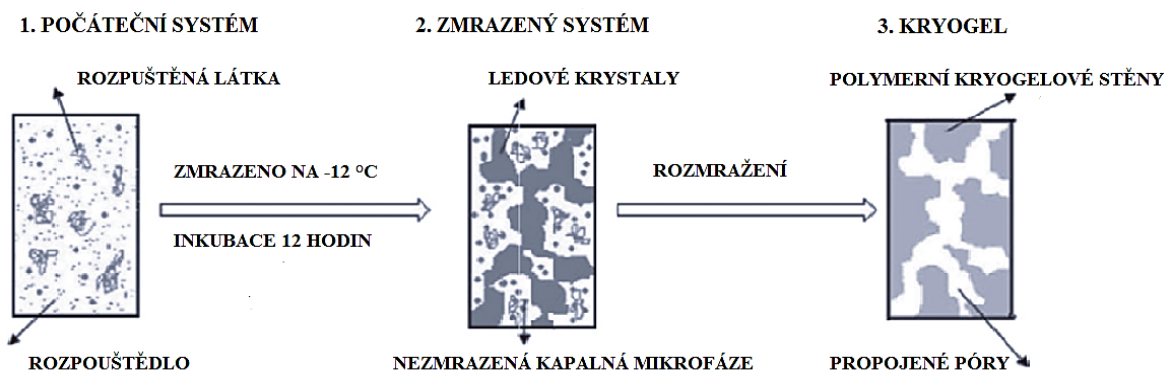 1. POČÁTEČNÍ SYSTÉM
2. ZMRAZENÝ SYSTÉM
3. KRYOGEL
ROZPUŠTĚNÁ LÁTKA
LEDOVÉ KRYSTALY
POLYMERNÍ KRYOGELOVÉ STĚNY
ZMRAZENO NA -12 °C
INKUBACE 12 HODIN
ROZMRAŽENÍ
ROZPOUŠTĚDLO
NEZMRAZENÁ KAPALNÁ MIKROFÁZE
PROPOJENÉ PÓRY